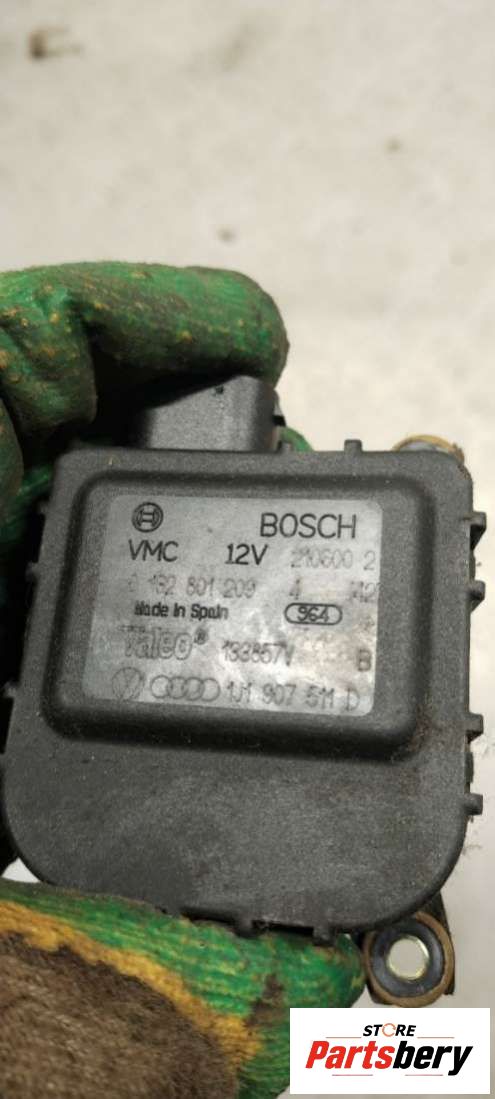 BOSCH
VMC 12V 210600 2
0 132 801 209 4 M2
Made in Spain 964
Valeo® 133857V B
1J1 907 511 D
STORE
Partsbery